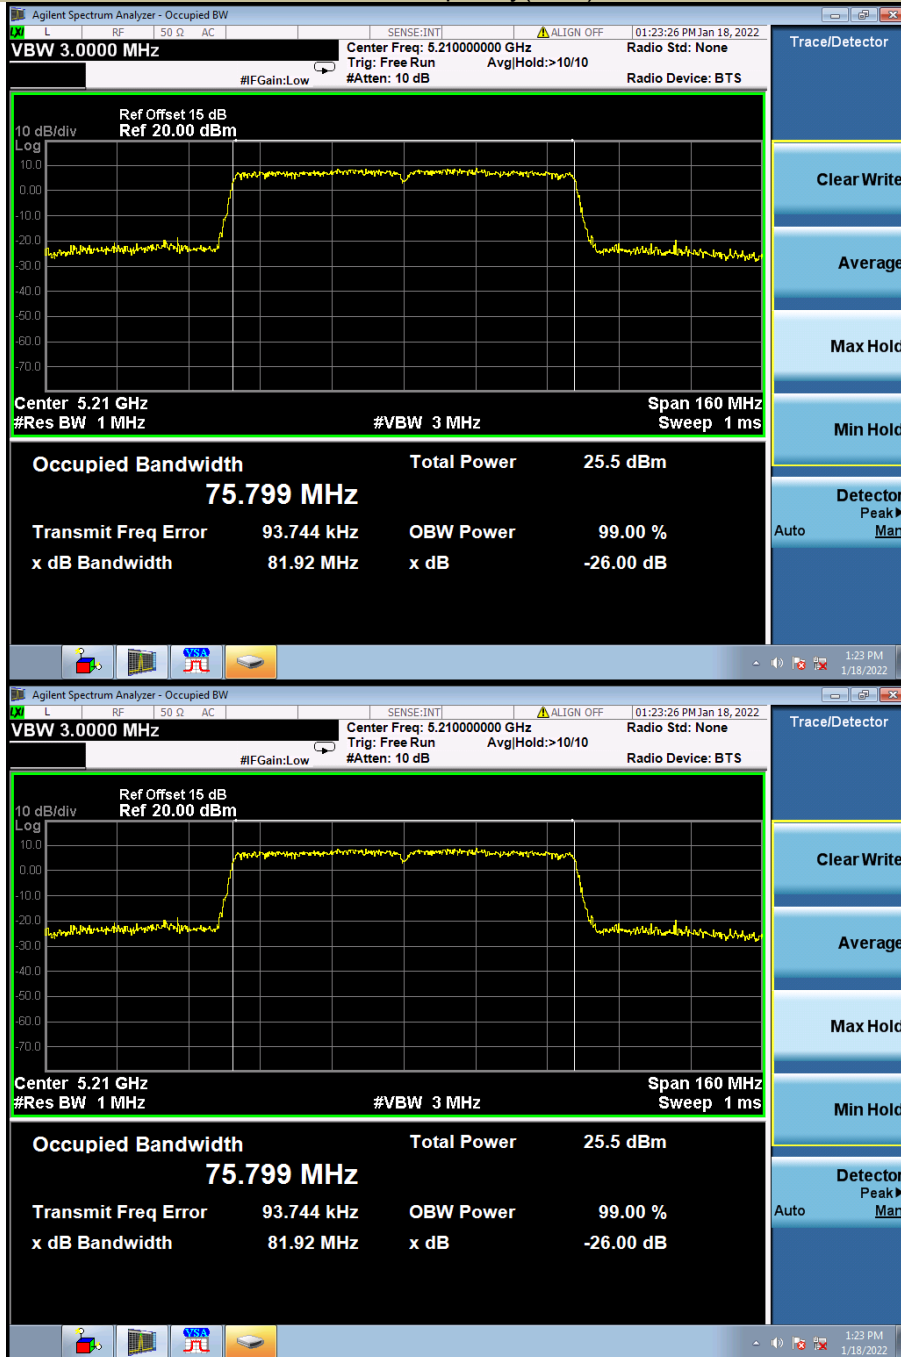 Agilent Spectrum Analyzer - Occupied BW
LXI L RF 50 Ω AC SENSE:INT ALIGN OFF 01:23:26 PM Jan 18, 2022
VBW 3.0000 MHz
Center Freq: 5.210000000 GHz Radio Std: None
Trig: Free Run Avg|Hold:>10/10
#IFGain:Low #Atten: 10 dB Radio Device: BTS
Trace/Detector
Ref Offset 15 dB
10 dB/div Ref 20.00 dBm
Log
10.0
0.00
-10.0
-20.0
-30.0
-40.0
-50.0
-60.0
-70.0
Center 5.21 GHz Span 160 MHz
#Res BW 1 MHz #VBW 3 MHz Sweep 1 ms
Clear Write
Average
Max Hold
Min Hold
Detector
Peak
Auto Man
Occupied Bandwidth Total Power 25.5 dBm
75.799 MHz
Transmit Freq Error 93.744 kHz OBW Power 99.00 %
x dB Bandwidth 81.92 MHz x dB -26.00 dB
VSA
1:23 PM
1/18/2022
Agilent Spectrum Analyzer - Occupied BW
LXI L RF 50 Ω AC SENSE:INT ALIGN OFF 01:23:26 PM Jan 18, 2022
VBW 3.0000 MHz
Center Freq: 5.210000000 GHz Radio Std: None
Trig: Free Run Avg|Hold:>10/10
#IFGain:Low #Atten: 10 dB Radio Device: BTS
Trace/Detector
Ref Offset 15 dB
10 dB/div Ref 20.00 dBm
Log
10.0
0.00
-10.0
-20.0
-30.0
-40.0
-50.0
-60.0
-70.0
Center 5.21 GHz Span 160 MHz
#Res BW 1 MHz #VBW 3 MHz Sweep 1 ms
Clear Write
Average
Max Hold
Min Hold
Detector
Peak
Auto Man
Occupied Bandwidth Total Power 25.5 dBm
75.799 MHz
Transmit Freq Error 93.744 kHz OBW Power 99.00 %
x dB Bandwidth 81.92 MHz x dB -26.00 dB
VSA
1:23 PM
1/18/2022